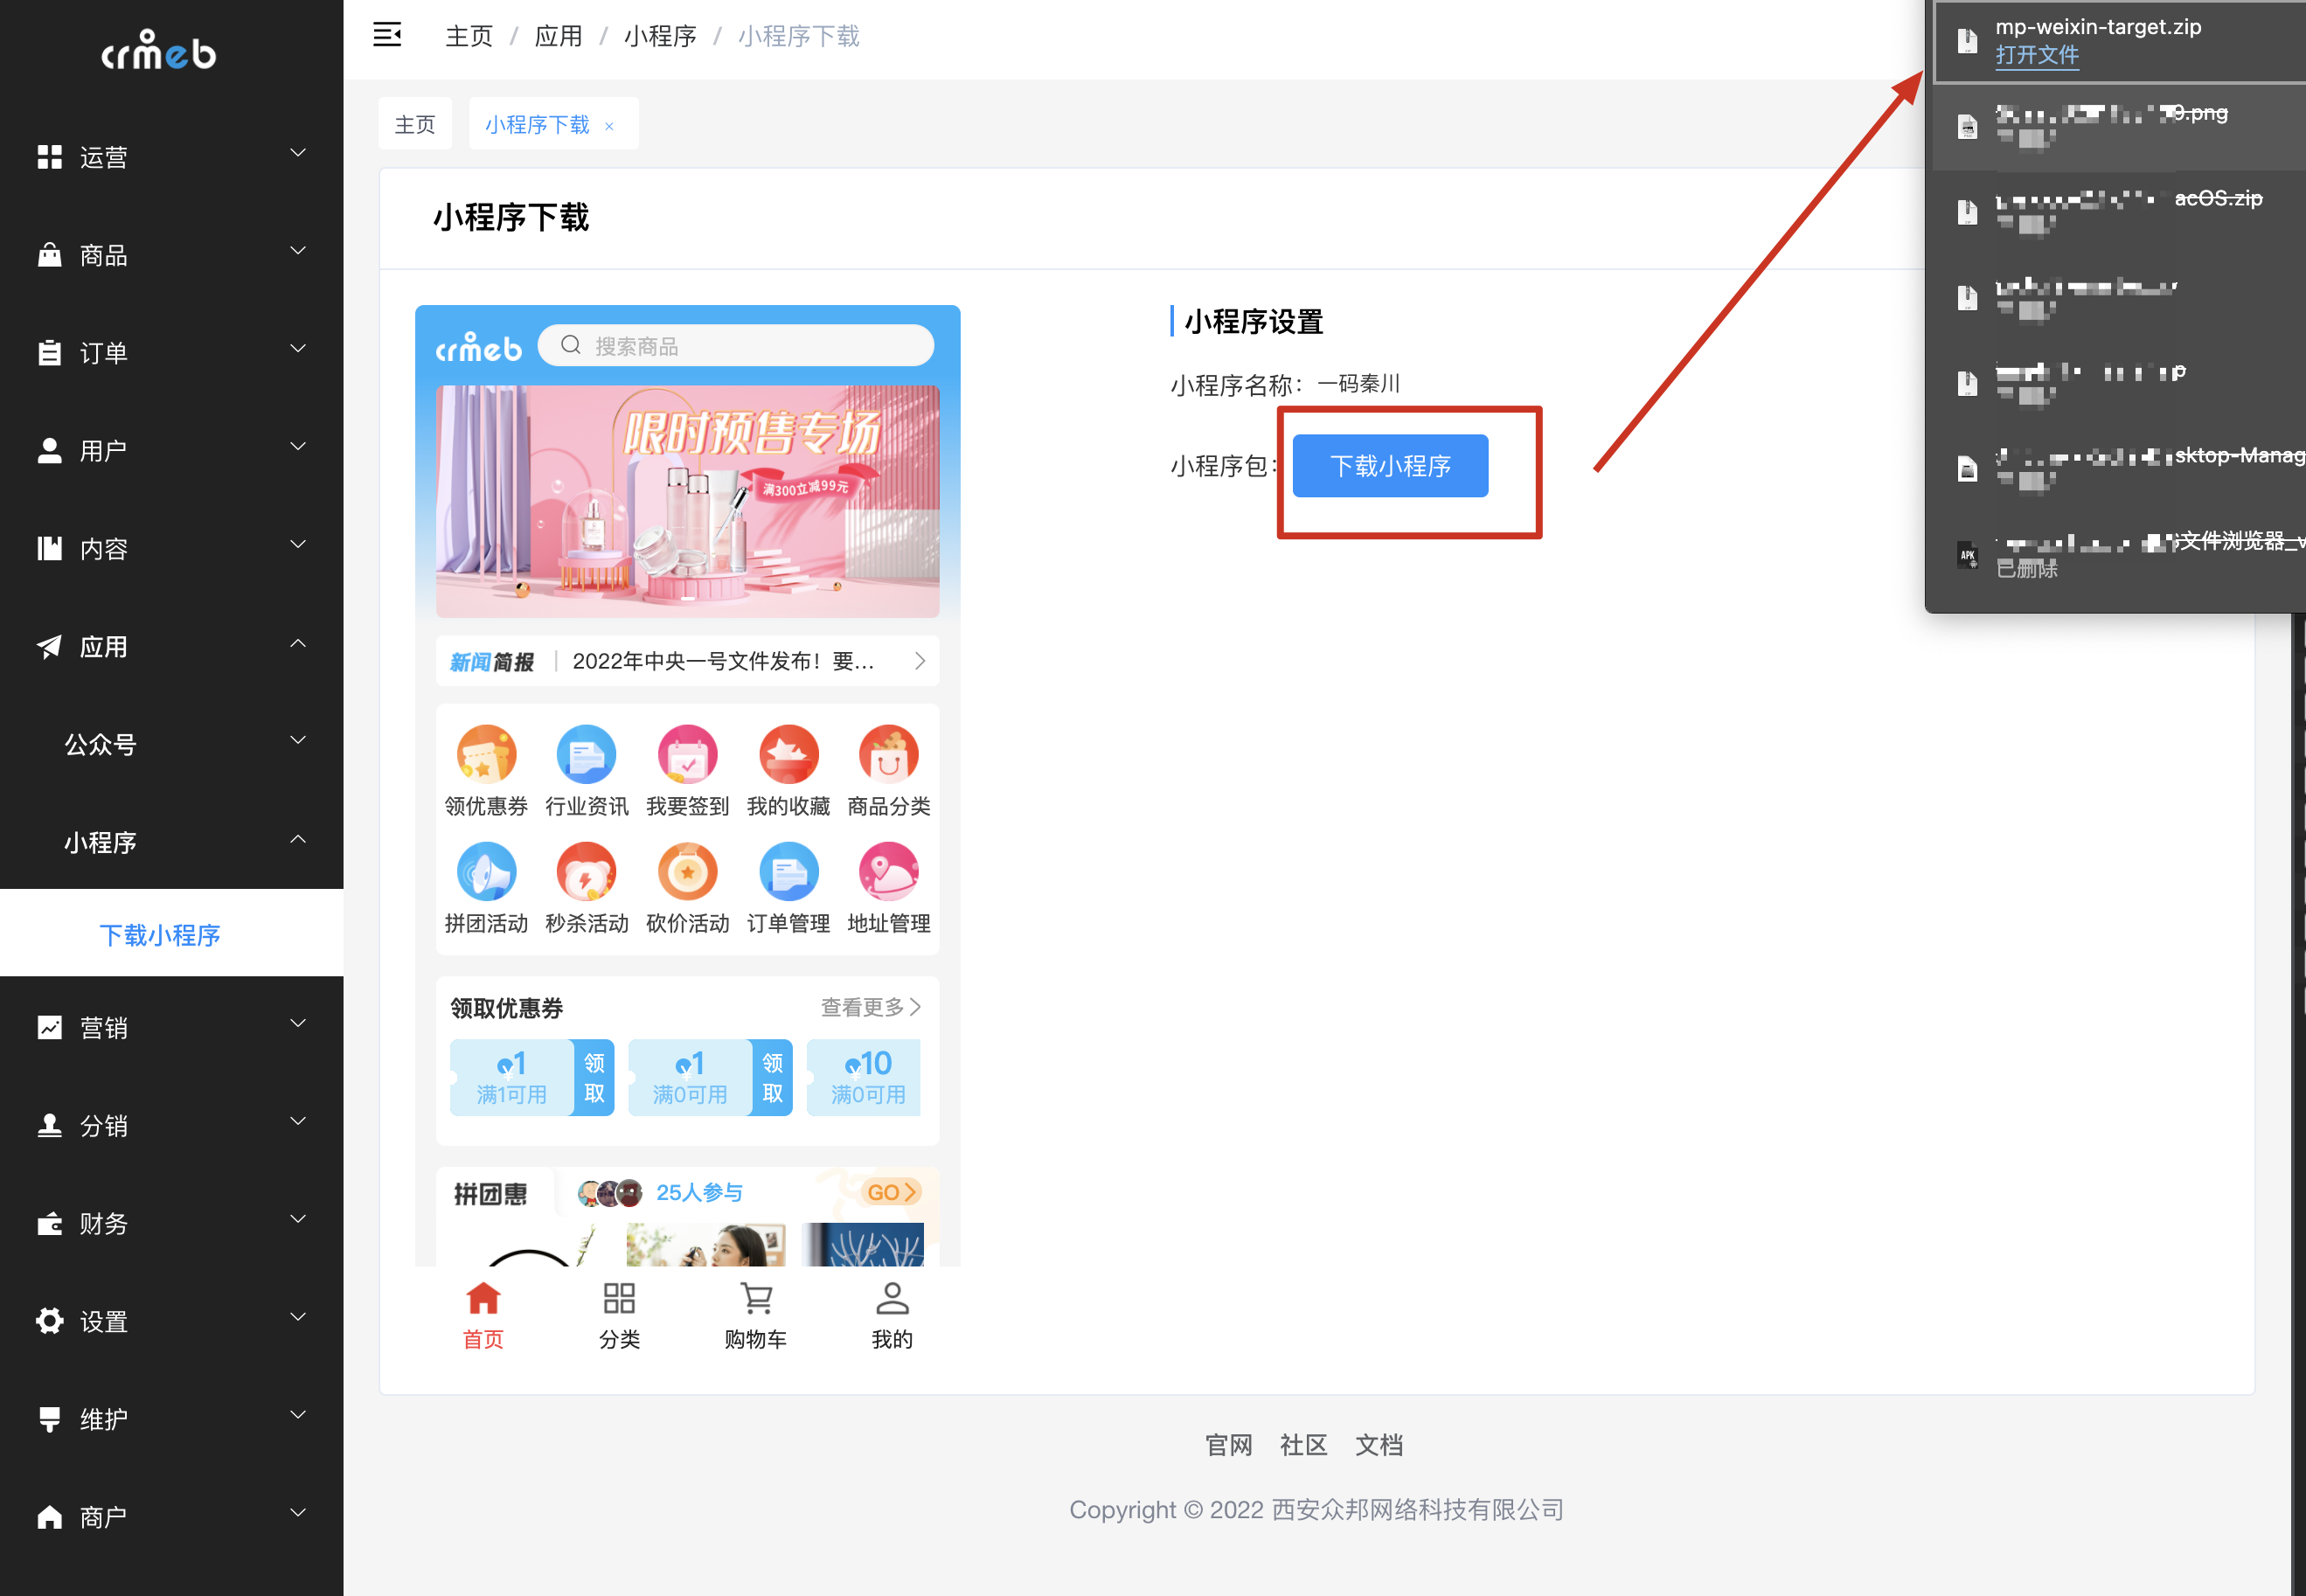 crmeb
运营
商品
订单
用户
内容
应用
公众号
小程序
下载小程序
营销
分销
财务
设置
维护
商户
主页 / 应用 / 小程序 / 小程序下载
主页
小程序下载 ×
小程序下载
crmeb
搜索商品
限时预售专场
满300立减99元
新闻简报
2022年中央一号文件发布！要...
领优惠券 行业资讯 我要签到 我的收藏 商品分类
拼团活动 秒杀活动 砍价活动 订单管理 地址管理
领取优惠券 查看更多
¥1
满1可用
领取
¥1
满0可用
领取
¥10
满0可用
拼团惠 25人参与 GO
首页 分类 购物车 我的
小程序设置
小程序名称： 一码秦川
小程序包： 下载小程序
mp-weixin-target.zip
打开文件
.png
acOS.zip
sktop-Manag
文件浏览器_v
APK
已删除
官网 社区 文档
Copyright © 2022 西安众邦网络科技有限公司